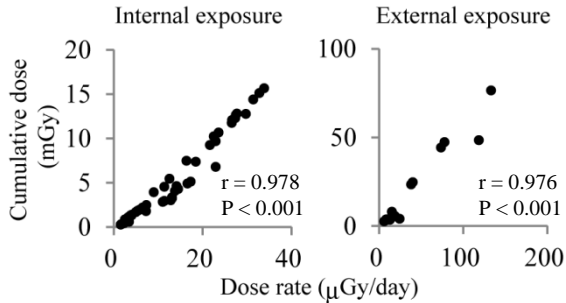 Internal exposure
External exposure
Cumulative dose
(mGy)
20
15
10
5
0
0
20
40
r = 0.978
P < 0.001
100
50
0
0
100
200
r = 0.976
P < 0.001
Dose rate (μGy/day)